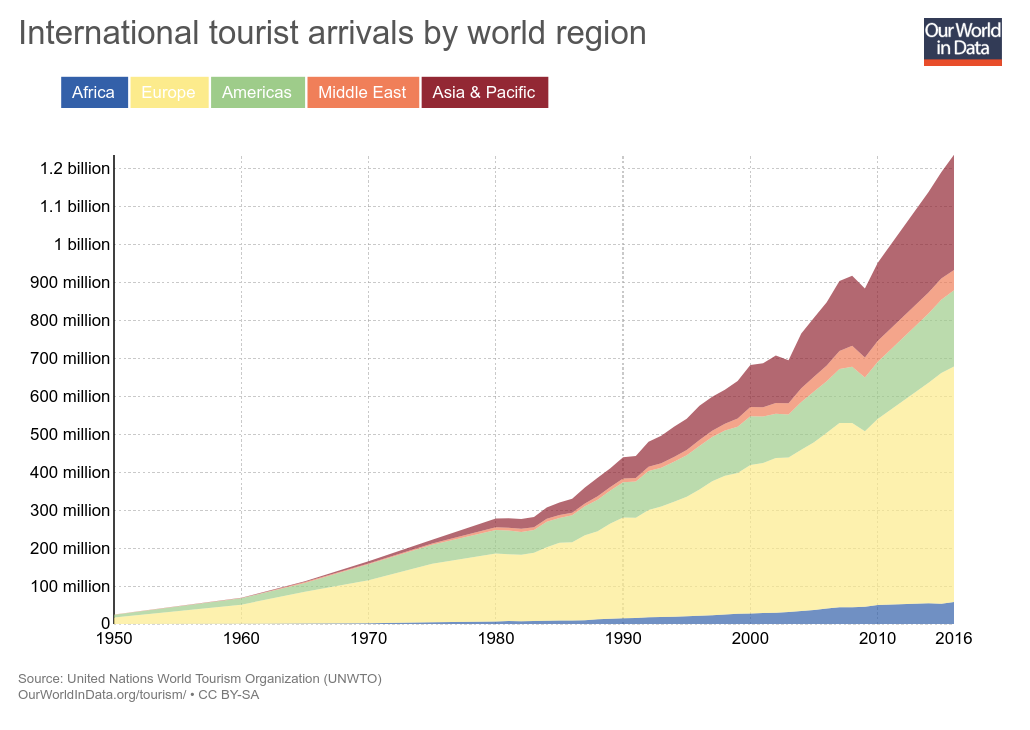 International tourist arrivals by world region
Our World
in Data
Africa
Europe
Americas
Middle East
Asia & Pacific
1.2 billion
1.1 billion
1 billion
900 million
800 million
700 million
600 million
500 million
400 million
300 million
200 million
100 million
0
1950
1960
1970
1980
1990
2000
2010
2016
Source: United Nations World Tourism Organization (UNWTO)
OurWorldInData.org/tourism/ • CC BY-SA